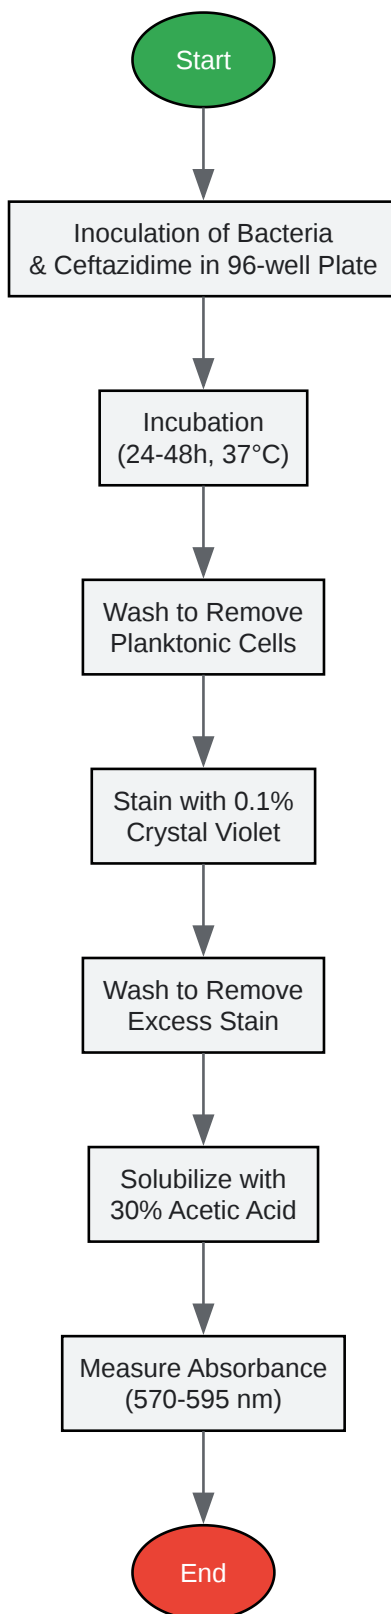 Start
Inoculation of Bacteria
& Ceftazidime in 96-well Plate
Incubation
(24-48h, 37°C)
Wash to Remove
Planktonic Cells
Stain with 0.1%
Crystal Violet
Wash to Remove
Excess Stain
Solubilize with
30% Acetic Acid
Measure Absorbance
(570-595 nm)
End